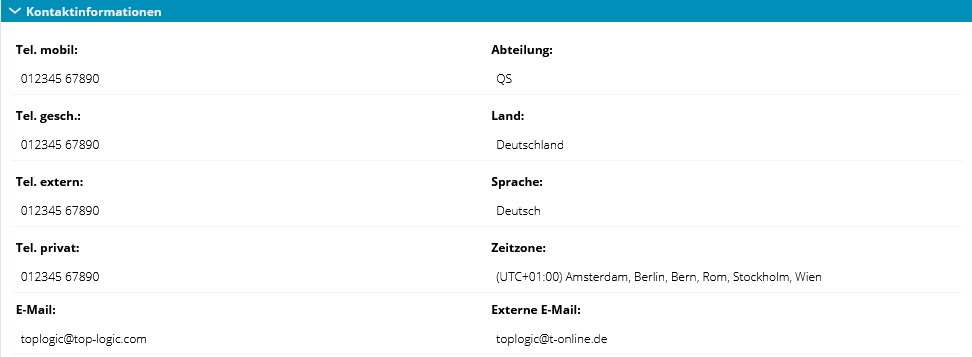 Kontaktinformationen
Tel. mobil: Abteilung:
012345 67890 QS
Tel. gesch.: Land:
012345 67890 Deutschland
Tel. extern: Sprache:
012345 67890 Deutsch
Tel. privat: Zeitzone:
012345 67890 (UTC+01:00) Amsterdam, Berlin, Bern, Rom, Stockholm, Wien
E-Mail: Externe E-Mail:
toplogic@top-logic.com toplogic@t-online.de